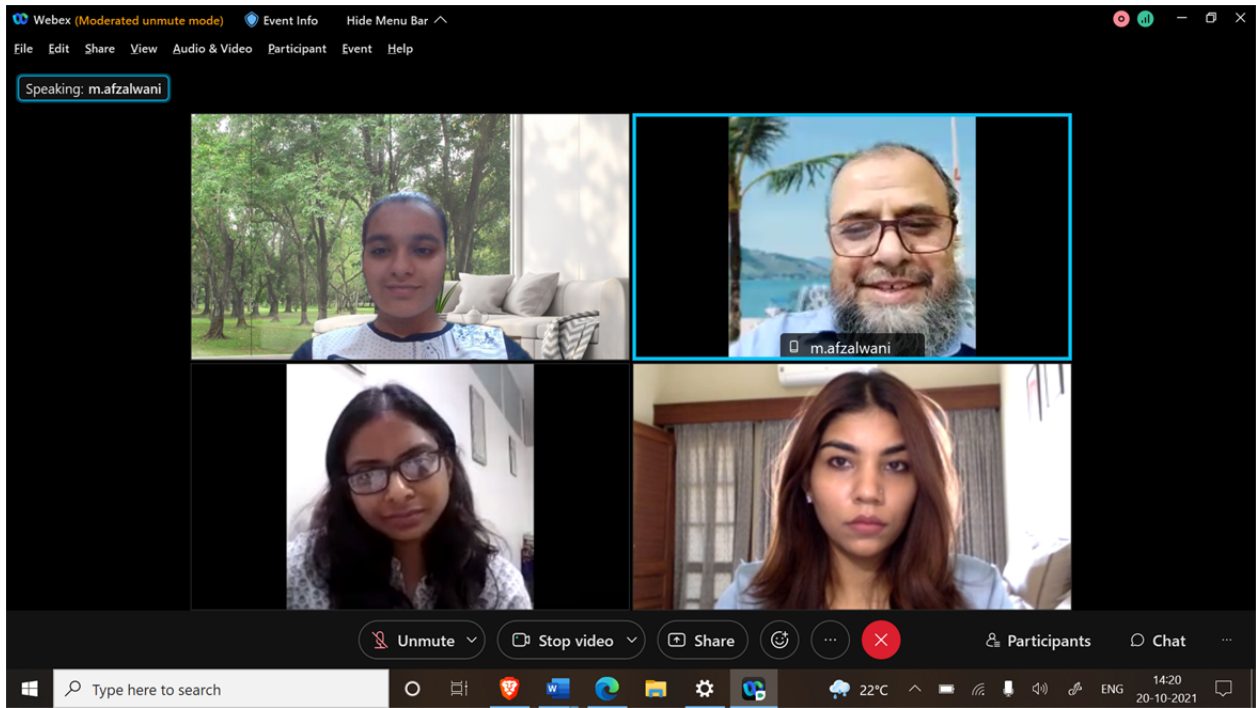 Webex (Moderated unmute mode) Event Info Hide Menu Bar
File Edit Share View Audio & Video Participant Event Help
Speaking: m.afzalwani
m.afzalwani
Unmute Stop video Share Participants Chat
Type here to search
22°C ENG 14:20
20-10-2021